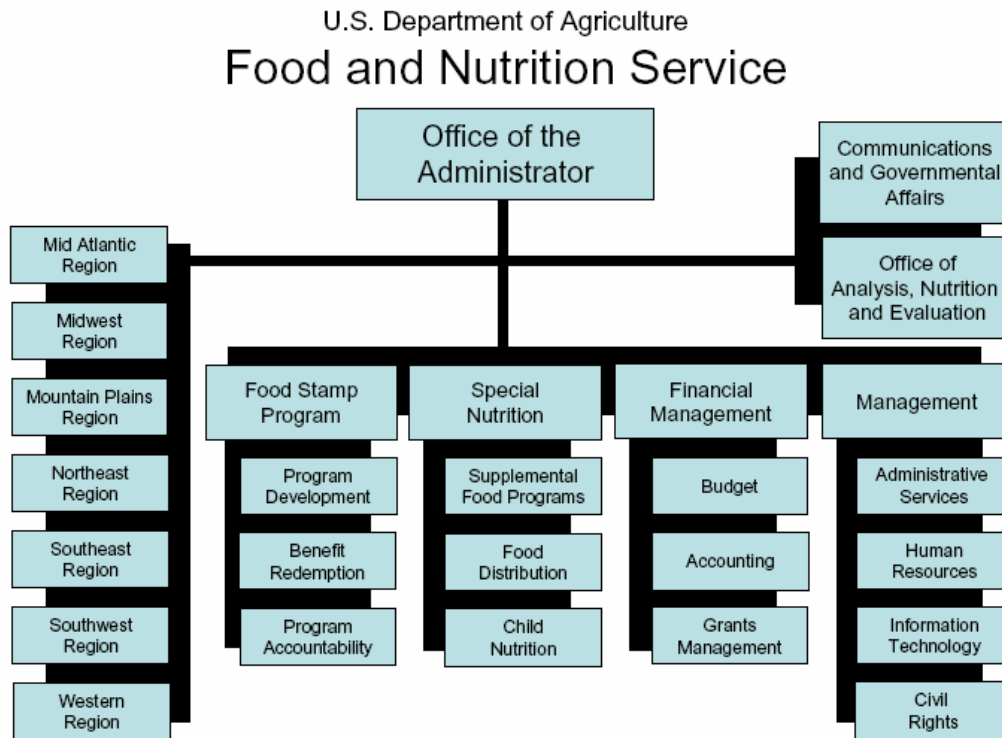 U.S. Department of Agriculture
Food and Nutrition Service
Office of the
Administrator
Communications
and Governmental
Affairs
Office of
Analysis, Nutrition
and Evaluation
Mid Atlantic
Region
Midwest
Region
Mountain Plains
Region
Northeast
Region
Southeast
Region
Southwest
Region
Western
Region
Food Stamp
Program
Program
Development
Benefit
Redemption
Program
Accountability
Special
Nutrition
Supplemental
Food Programs
Food
Distribution
Child
Nutrition
Financial
Management
Budget
Accounting
Grants
Management
Management
Administrative
Services
Human
Resources
Information
Technology
Civil
Rights